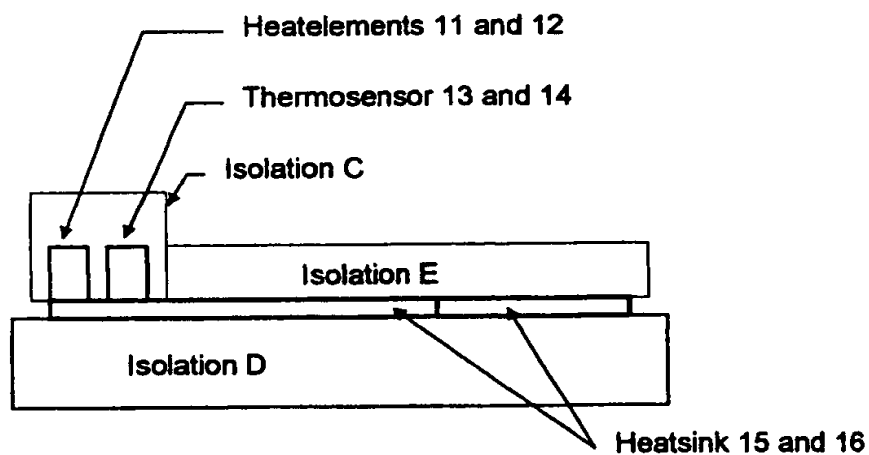 Heatelements 11 and 12
Thermosensor 13 and 14
Isolation C
Isolation E
Isolation D
Heatsink 15 and 16